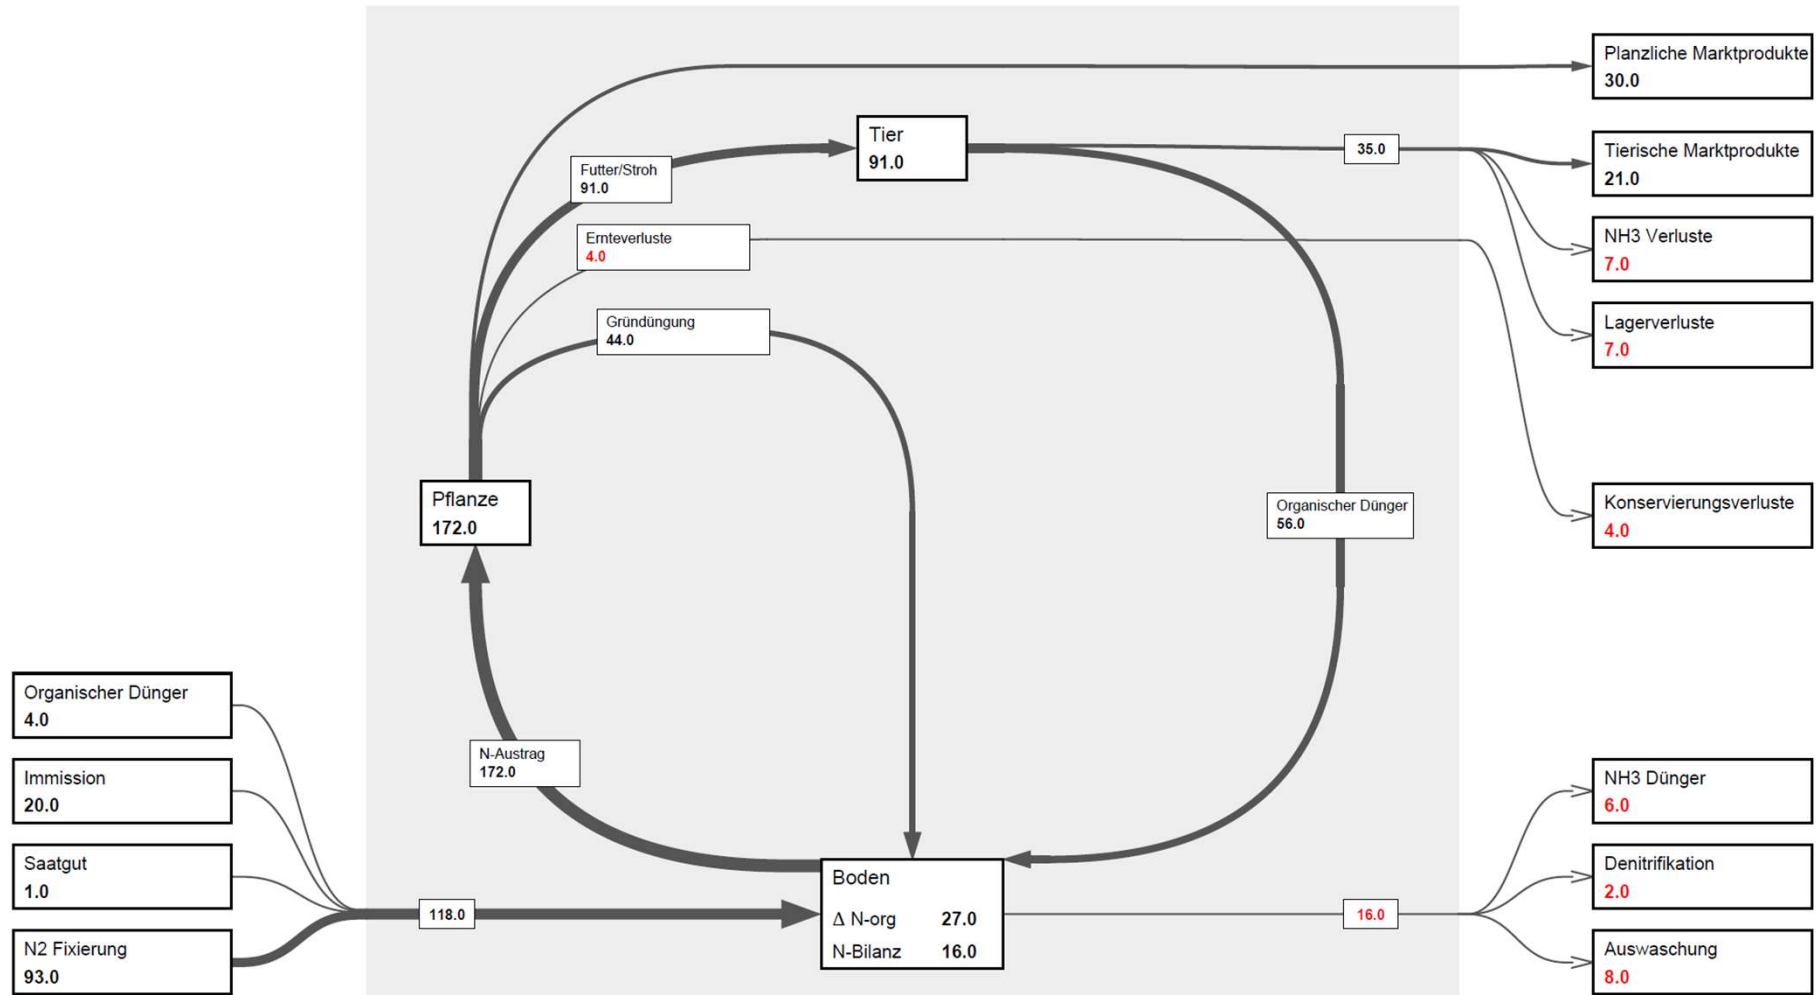 Planzliche Marktprodukte
30.0
Tier
91.0
35.0
Tierische Marktprodukte
21.0
Futter/Stroh
91.0
Ernteverluste
4.0
NH3 Verluste
7.0
Gründüngung
44.0
Lagerverluste
7.0
Pflanze
172.0
Organischer Dünger
56.0
Konservierungsverluste
4.0
Organischer Dünger
4.0
N-Austrag
172.0
Immission
20.0
NH3 Dünger
6.0
Saatgut
1.0
Boden
Δ N-org 27.0
N-Bilanz 16.0
Denitrifikation
2.0
118.0
16.0
N2 Fixierung
93.0
Auswaschung
8.0